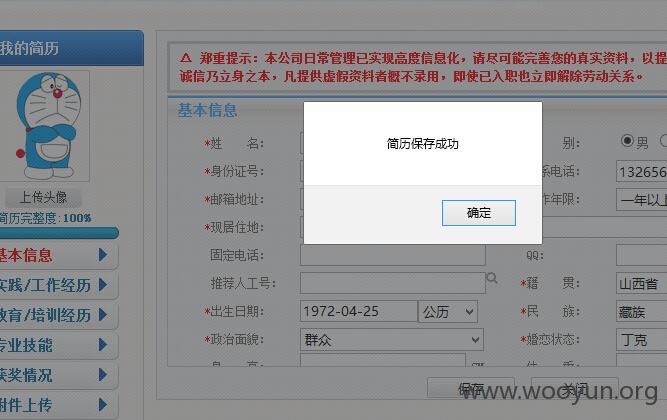 我的简历
郑重提示：本公司日常管理已实现高度信息化，请尽可能完善您的真实资料，以提
诚信乃立身之本，凡提供虚假资料者概不录用，即使已入职也立即解除劳动关系。
基本信息
简历保存成功
确定
*姓 名：
别：
男
*身份证号：
系电话：
132656
上传头像
*邮箱地址：
作年限：
一年以上
简历完整度：100%
*现居住地：
基本信息
固定电话：
QQ:
实践/工作经历
推荐人工号：
*籍 贯：
山西省
教育/培训经历
*出生日期：
1972-04-25
公历
*民 族：
藏族
专业技能
*政治面貌：
群众
*婚恋状态：
丁克
获奖情况
保存
关闭
www.wooyun.org
附件上传